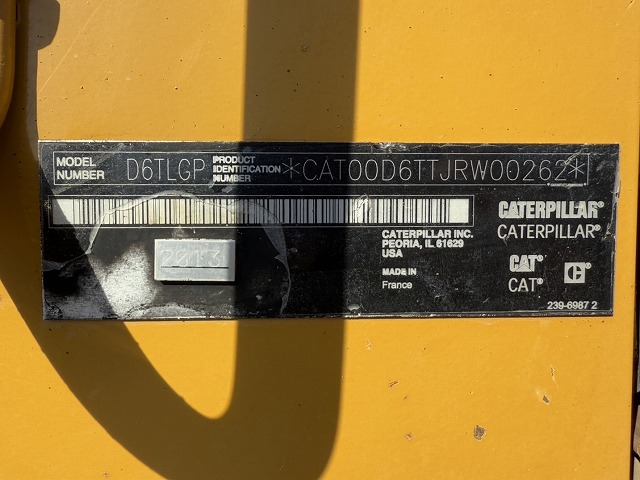 MODEL NUMBER D6TLGP PRODUCT IDENTIFICATION NUMBER *CAT00D6TTJRW00262*
CATERPILLAR®
CATERPILLAR®
CATERPILLAR INC.
PEORIA, IL 61629
USA
2013
MADE IN
France
CAT® C®
CAT®
239-6987 2